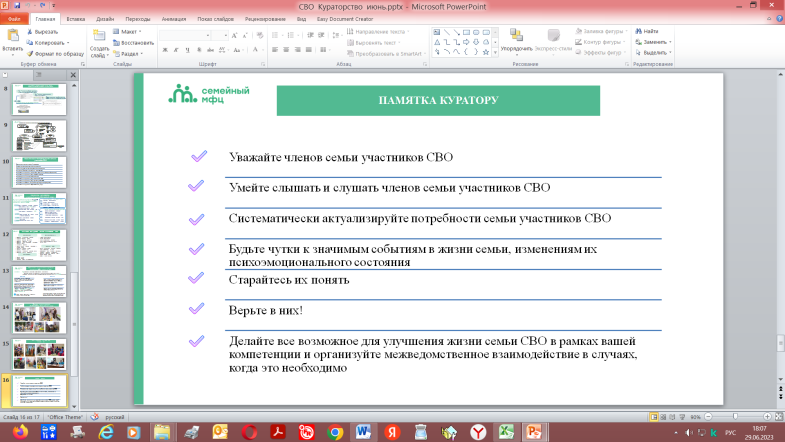 СВО Кураторство июнь.pptx - Microsoft PowerPoint
Файл Главная Вставка Дизайн Переходы Анимация Показ слайдов Рецензирование Вид Easy Document Creator
Вставить
Вырезать
Копировать
Формат по образцу
Буфер обмена
Создать слайд
Макет
Восстановить
Раздел
Слайды
Шрифт
Направление текста
Выровнять текст
Преобразовать в SmartArt
Абзац
Упорядочить
Экспресс-стили
Заливка фигуры
Контур фигуры
Эффекты фигур
Рисование
Найти
Заменить
Выделить
Редактирование
8
9
10
11
12
13
14
15
16
семейный
мфц
ПАМЯТКА КУРАТОРУ
Уважайте членов семьи участников СВО
Умейте слышать и слушать членов семьи участников СВО
Систематически актуализируйте потребности семьи участников СВО
Будьте чутки к значимым событиям в жизни семьи, изменениям их
психоэмоционального состояния
Старайтесь их понять
Верьте в них!
Делайте все возможное для улучшения жизни семьи СВО в рамках вашей
компетенции и организуйте межведомственное взаимодействие в случаях,
когда это необходимо
Слайд 16 из 17 "Office Theme" русский
90%
РУС
18:07
29.06.2023